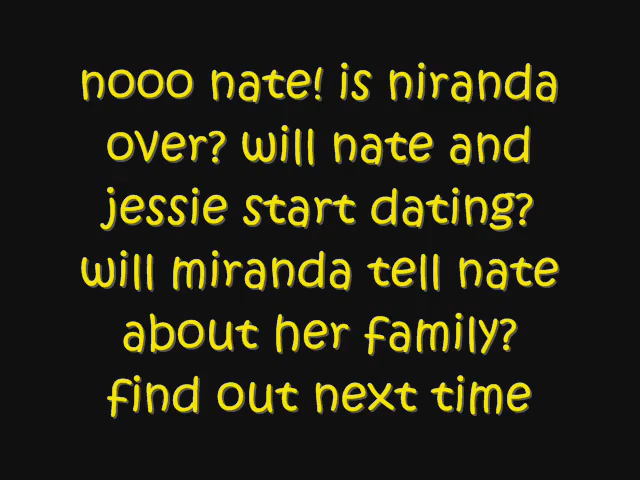 nooo nate! is niranda
over? will nate and
jessie start dating?
will miranda tell nate
about her family?
find out next time